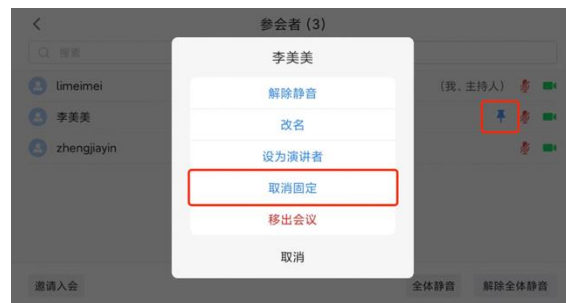 参会者 (3)
搜索
limeimei
(我、主持人)
李美美
zhengjiayin
李美美
解除静音
改名
设为演讲者
取消固定
移出会议
取消
邀请入会
全体静音
解除全体静音